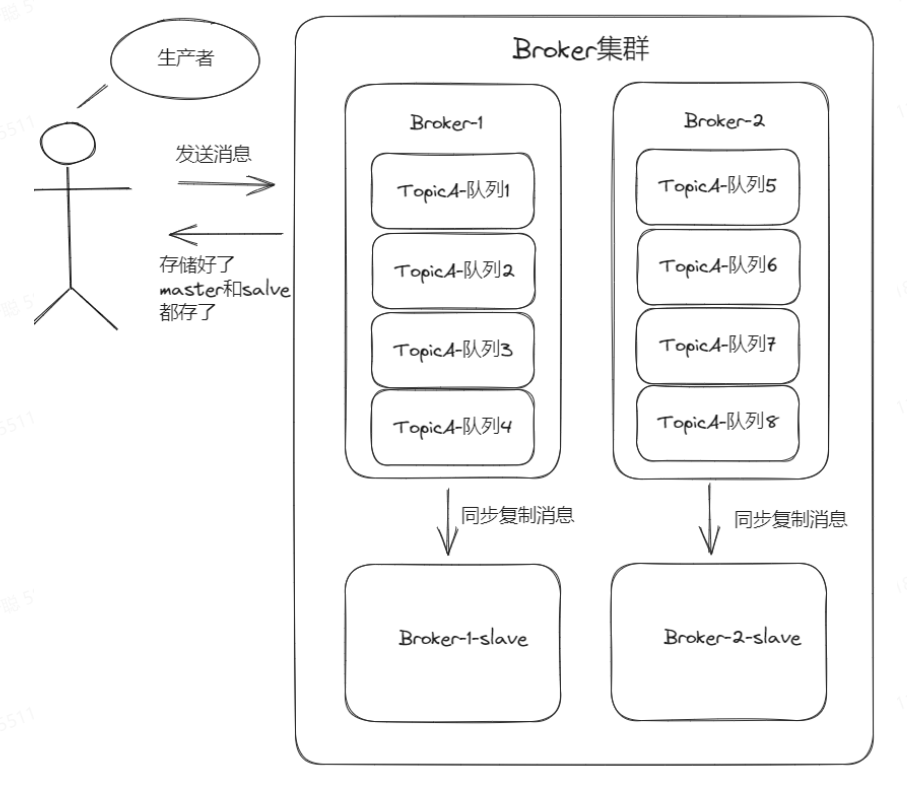 生产者
发送消息
存储好了
master和salve
都存了
Broker集群
Broker-1
TopicA-队列1
TopicA-队列2
TopicA-队列3
TopicA-队列4
Broker-2
TopicA-队列5
TopicA-队列6
TopicA-队列7
TopicA-队列8
同步复制消息
同步复制消息
Broker-1-slave
Broker-2-slave